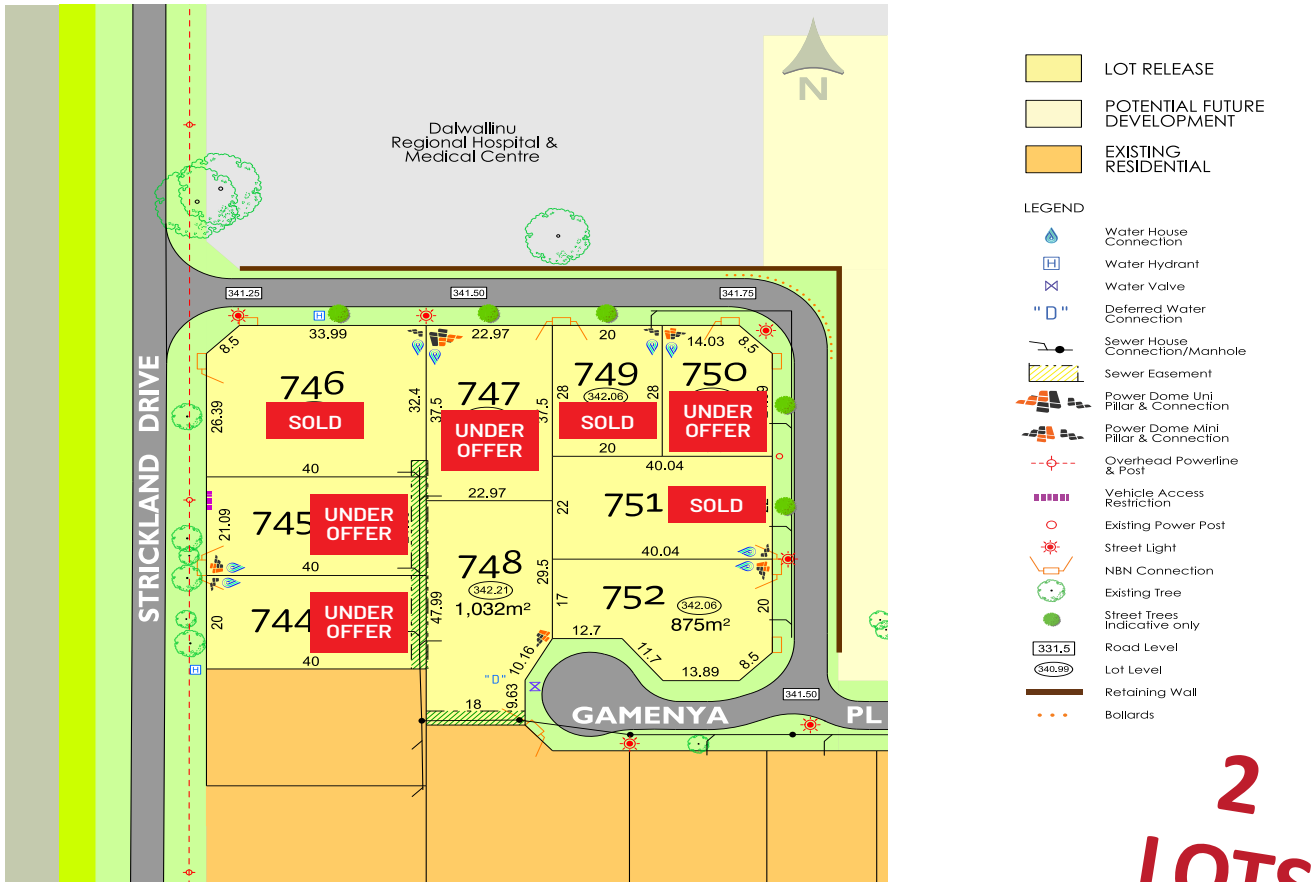 N
Dalwallinu
Regional Hospital &
Medical Centre
341.25
341.50
341.75
33.99
22.97
20
14.03
8.5
8.5
746
SOLD
747
UNDER
OFFER
749
342.06
SOLD
750
UNDER
OFFER
26.39
32.4
37.5
37.5
28
28
40
22.97
20
40.04
STRICKLAND DRIVE
745
UNDER
OFFER
21.09
751
SOLD
22
40
40.04
744
UNDER
OFFER
20
40
748
342.21
1,032m²
47.99
29.5
752
342.06
875m²
17
20
12.7
11.7
13.89
8.5
10.16
9.63
"D"
18
341.50
GAMENYA PL
LOT RELEASE
POTENTIAL FUTURE
DEVELOPMENT
EXISTING
RESIDENTIAL
LEGEND
Water House
Connection
H
Water Hydrant
Water Valve
"D"
Deferred Water
Connection
Sewer House
Connection/Manhole
Sewer Easement
Power Dome Uni
Pillar & Connection
Power Dome Mini
Pillar & Connection
Overhead Powerline
& Post
Vehicle Access
Restriction
Existing Power Post
Street Light
NBN Connection
Existing Tree
Street Trees
Indicative only
331.5
Road Level
340.99
Lot Level
Retaining Wall
Bollards
H
H
2
LOTS